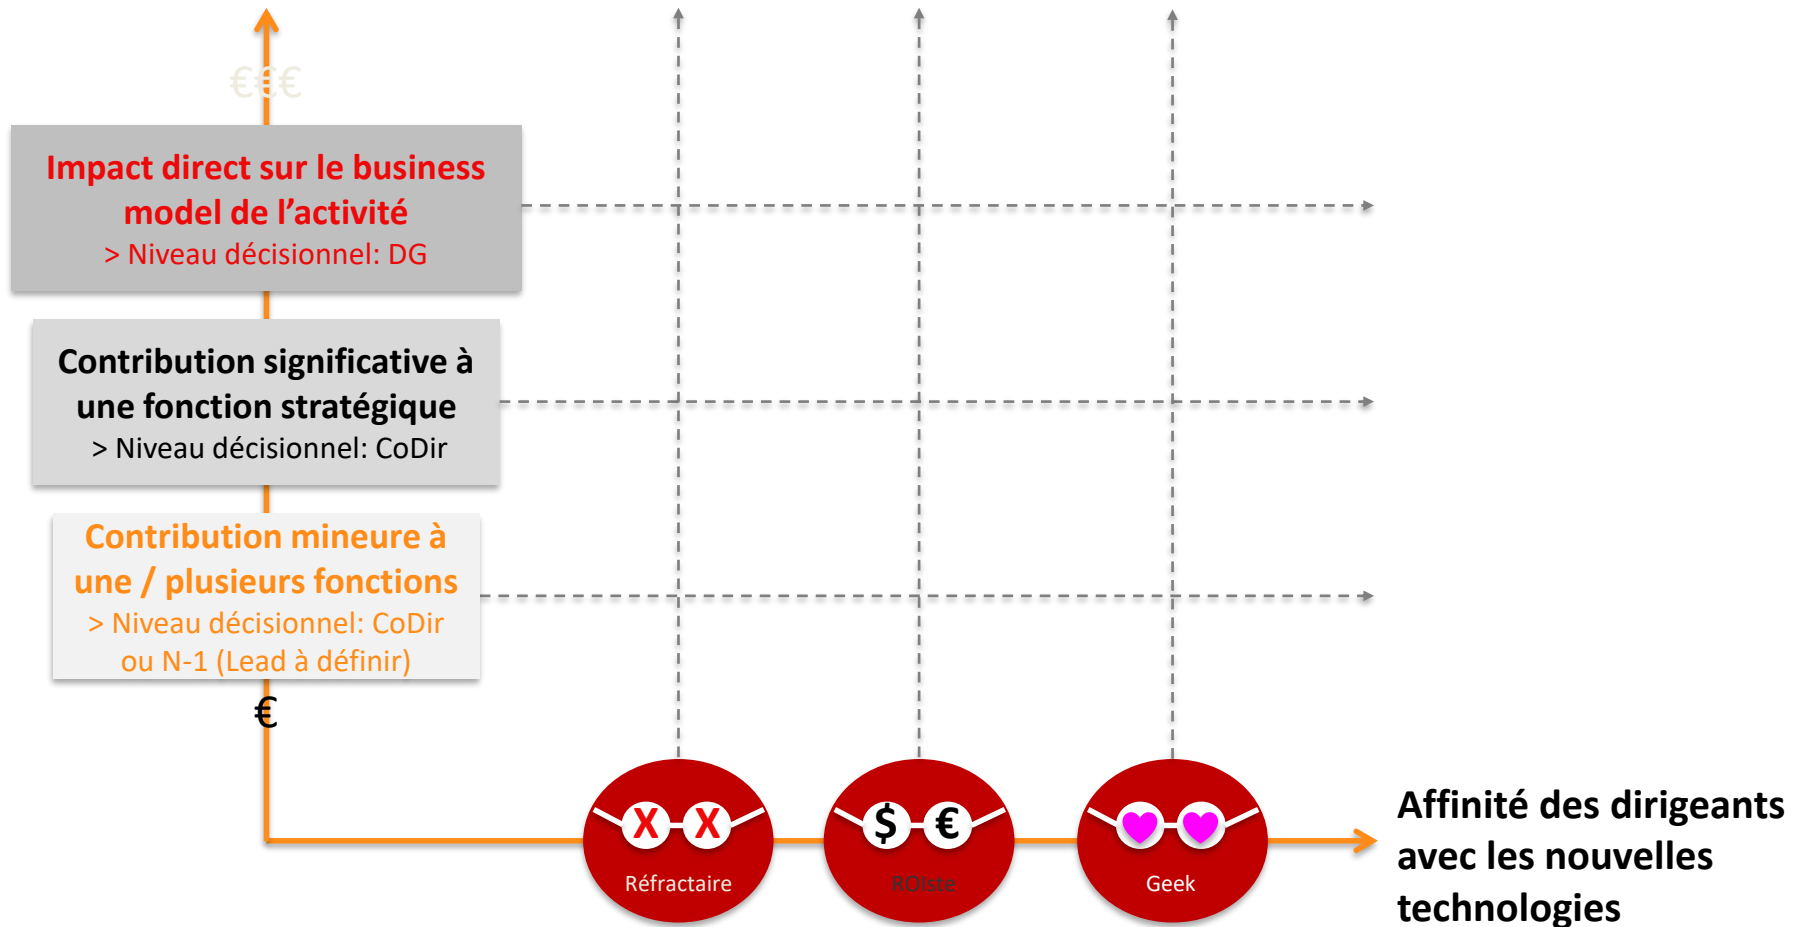 €€€
Impact direct sur le business
model de l’activité
> Niveau décisionnel: DG
Contribution significative à
une fonction stratégique
> Niveau décisionnel: CoDir
Contribution mineure à
une / plusieurs fonctions
> Niveau décisionnel: CoDir
ou N-1 (Lead à définir)
€
X X
Réfractaire
$ €
ROIste
Geek
Affinité des dirigeants
avec les nouvelles
technologies